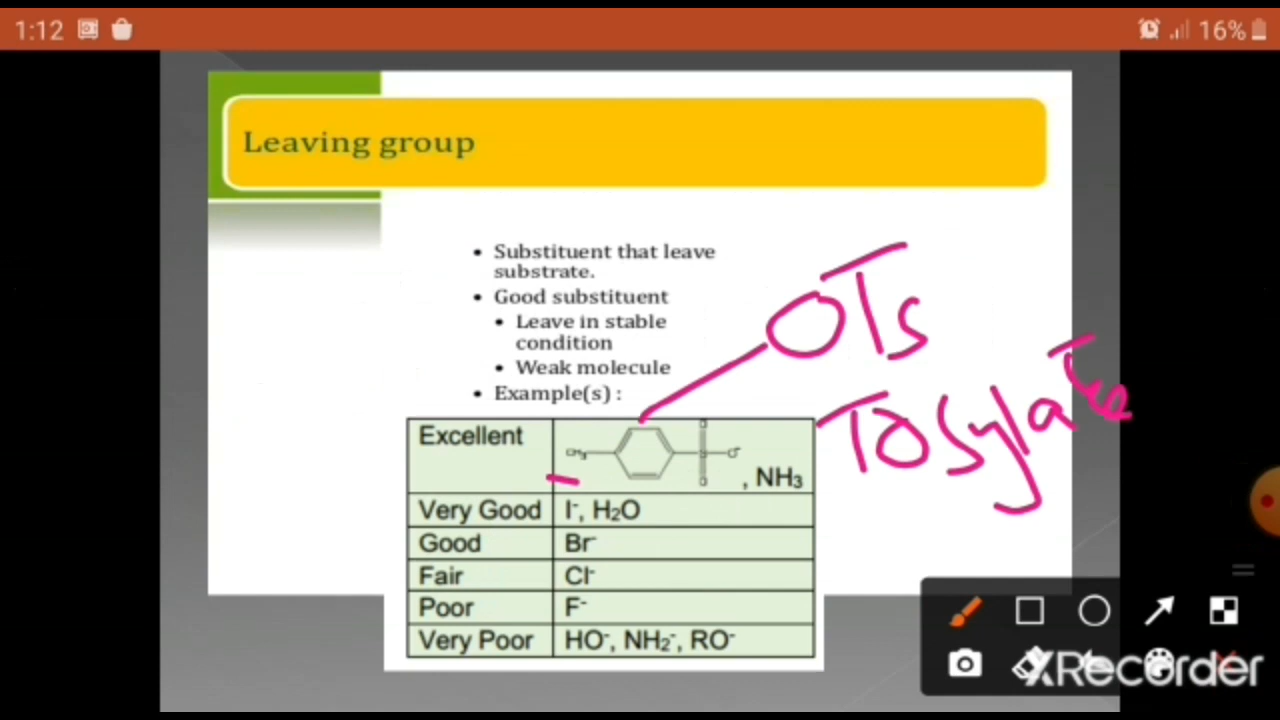 1:12 16%
Leaving group
• Substituent that leave
substrate.
• Good substituent
• Leave in stable
condition
• Weak molecule
• Example(s) :
OTs
Tosylate
Excellent CH₃ S O O O⁻ , NH₃
Very Good I⁻, H₂O
Good Br⁻
Fair Cl⁻
Poor F⁻
Very Poor HO⁻, NH₂⁻, RO⁻
XRecorder